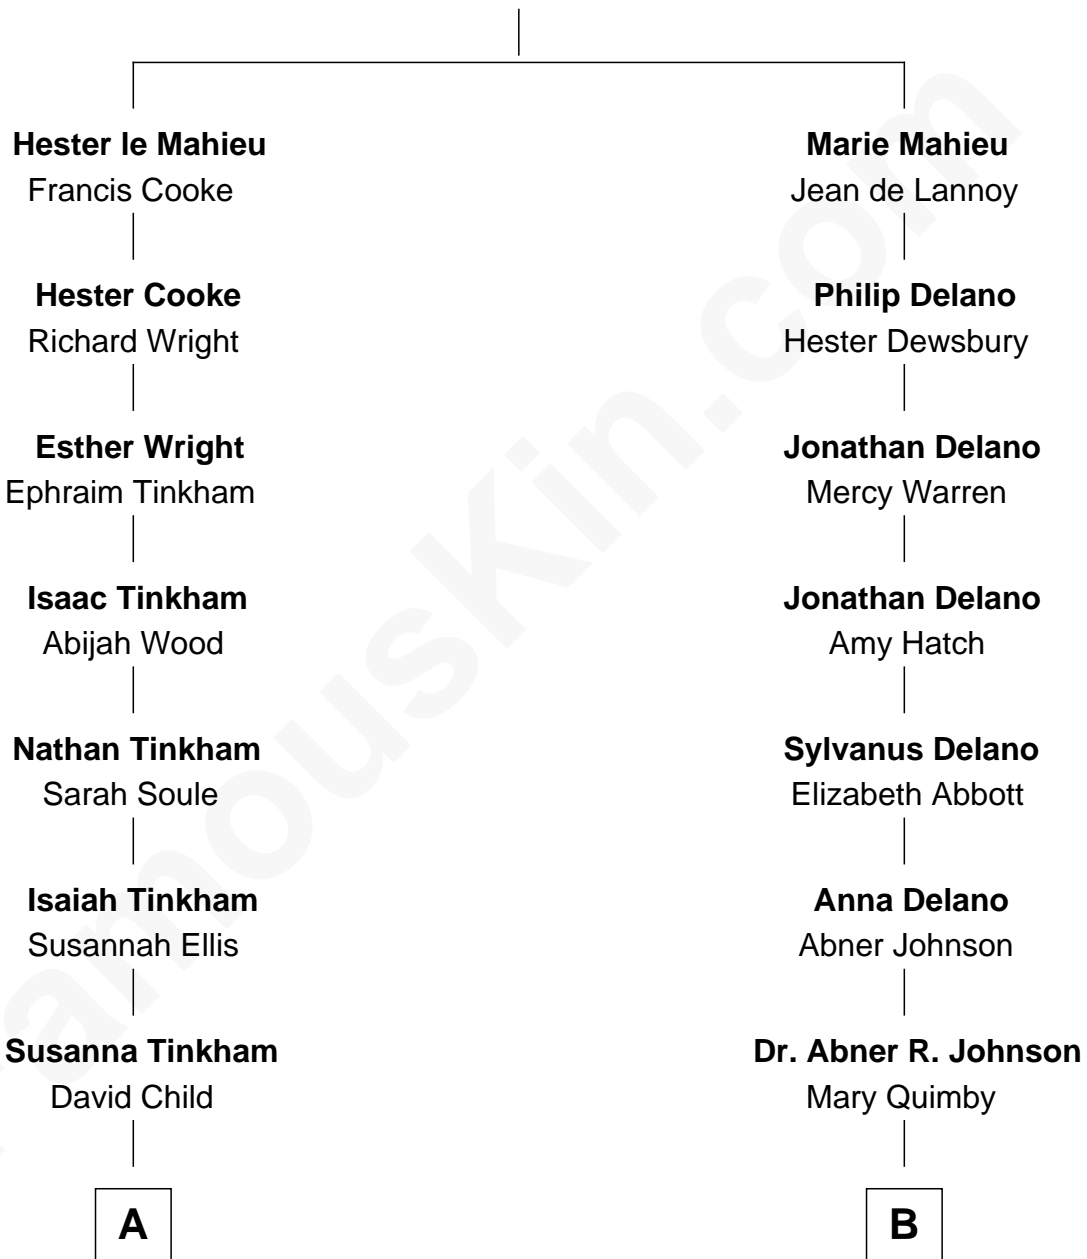 Hester le Mahieu
Francis Cooke
Marie Mahieu
Jean de Lannoy
Hester Cooke
Richard Wright
Philip Delano
Hester Dewsbury
Esther Wright
Ephraim Tinkham
Jonathan Delano
Mercy Warren
Isaac Tinkham
Abijah Wood
Jonathan Delano
Amy Hatch
Nathan Tinkham
Sarah Soule
Sylvanus Delano
Elizabeth Abbott
Isaiah Tinkham
Susannah Ellis
Anna Delano
Abner Johnson
Susanna Tinkham
David Child
Dr. Abner R. Johnson
Mary Quimby
A
B
FamousKin.com